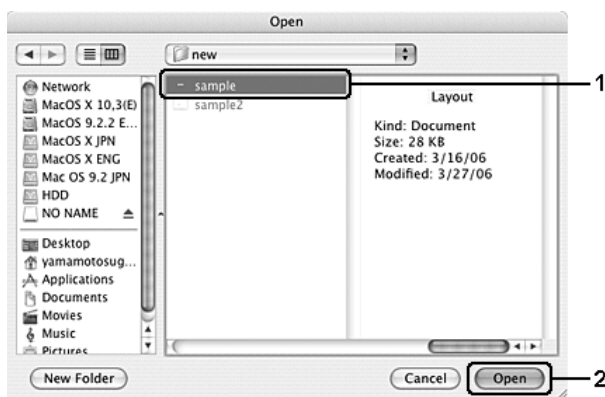 Open
new
Network
MacOS X 10,3(E)
MacOS 9.2.2 E...
MacOS X JPN
MacOS X ENG
Mac OS 9.2 JPN
HDD
NO NAME
Desktop
yamamotosug...
Applications
Documents
Movies
Music
Pictures
sample
sample2
Layout
Kind: Document
Size: 28 KB
Created: 3/16/06
Modified: 3/27/06
1
New Folder
Cancel
Open
2